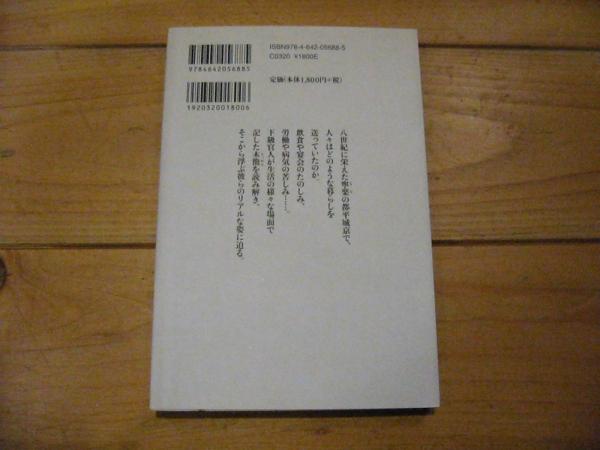 ISBN978-4-642-05688-5
C0320 ¥1800E
定価(本体1,800円+税)
9784642056885
1920320018006
八世紀に栄えた寧楽の都平城京で、
人々はどのような暮らしを
送っていたのか。
飲食や宴会のたのしみ、
労働や病気の苦しみ……。
下級官人が生活の様々な場面で
記した木簡を読み解き、
そこから浮ぶ彼らのリアルな姿に迫る。